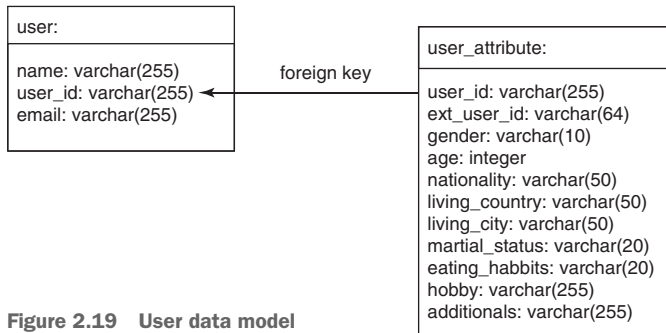 user:
name: varchar(255)
user_id: varchar(255)
email: varchar(255)
foreign key
user_attribute:
user_id: varchar(255)
ext_user_id: varchar(64)
gender: varchar(10)
age: integer
nationality: varchar(50)
living_country: varchar(50)
living_city: varchar(50)
martial_status: varchar(20)
eating_habbits: varchar(20)
hobby: varchar(255)
additionals: varchar(255)
Figure 2.19 User data model